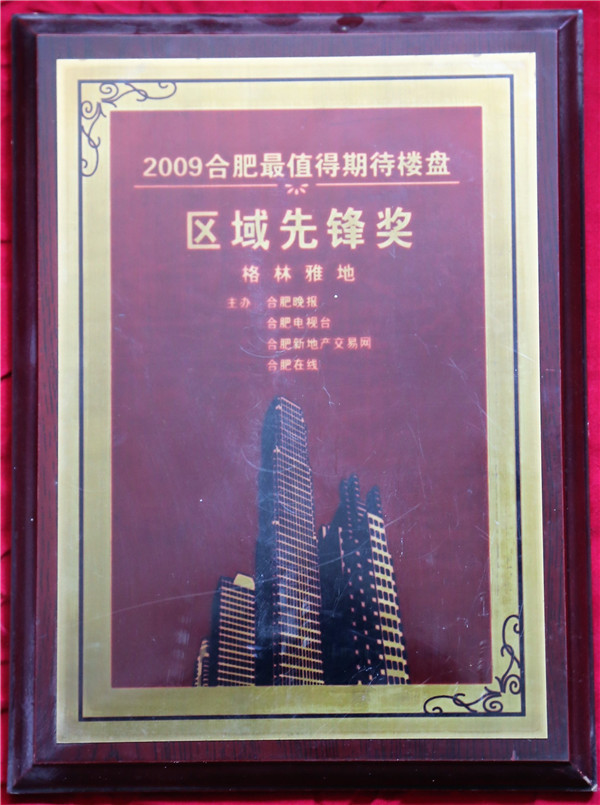 2009合肥最值得期待楼盘
区域先锋奖
格林雅地
主办 合肥晚报
合肥电视台
合肥新地产交易网
合肥在线